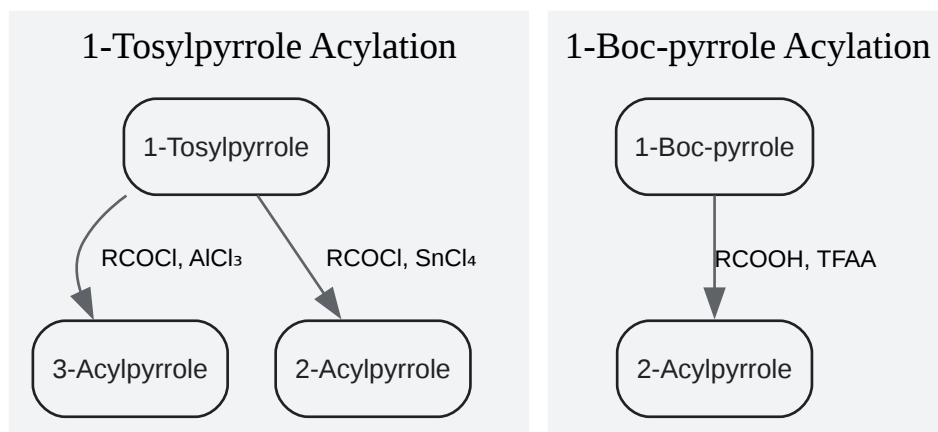 1-Tosylpyrrole Acylation
1-Tosylpyrrole
RCOCl, AlCl₃
RCOCl, SnCl₄
3-Acylpyrrole
2-Acylpyrrole
1-Boc-pyrrole Acylation
1-Boc-pyrrole
RCOOH, TFAA
2-Acylpyrrole